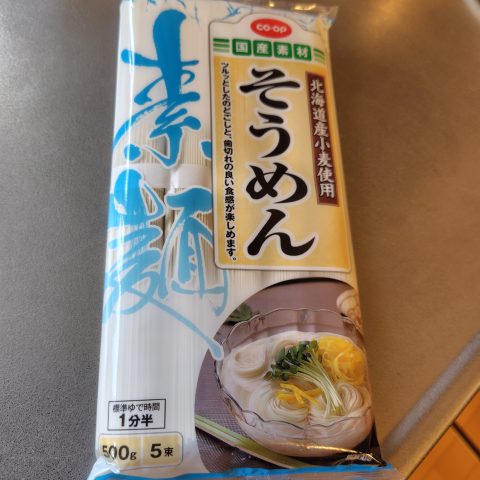 co·op
国産素材
北海道産小麦使用
そうめん
ツルッとしたのどごしと、歯切れの良い食感が楽しめます。
素麺
標準ゆで時間
1分半
500g 5束